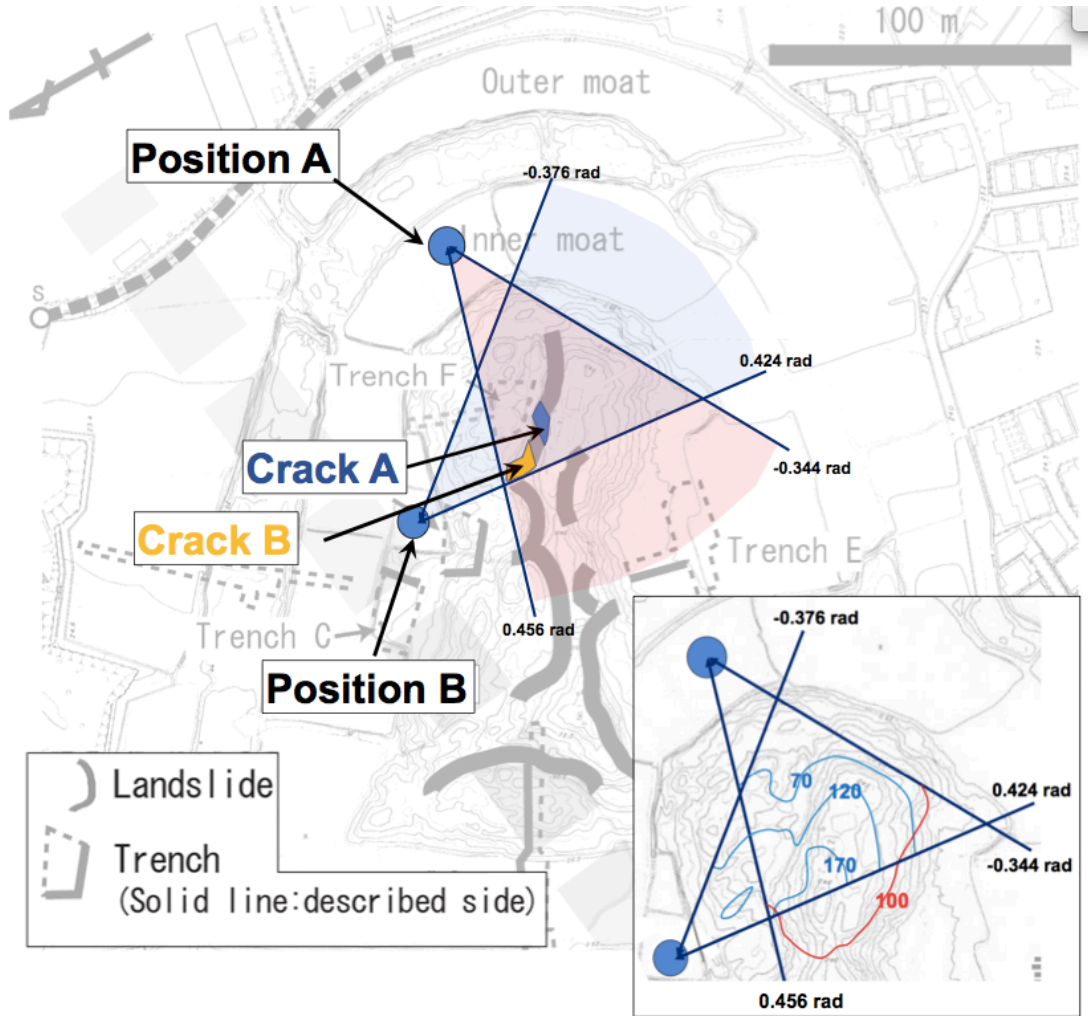 100 m
Outer moat
Position A
-0.376 rad
Inner moat
S
0.424 rad
Trench F
Crack A
-0.344 rad
Crack B
Trench E
0.456 rad
Trench C
Position B
Landslide
Trench
(Solid line:described side)
-0.376 rad
70
120
0.424 rad
170
-0.344 rad
100
0.456 rad